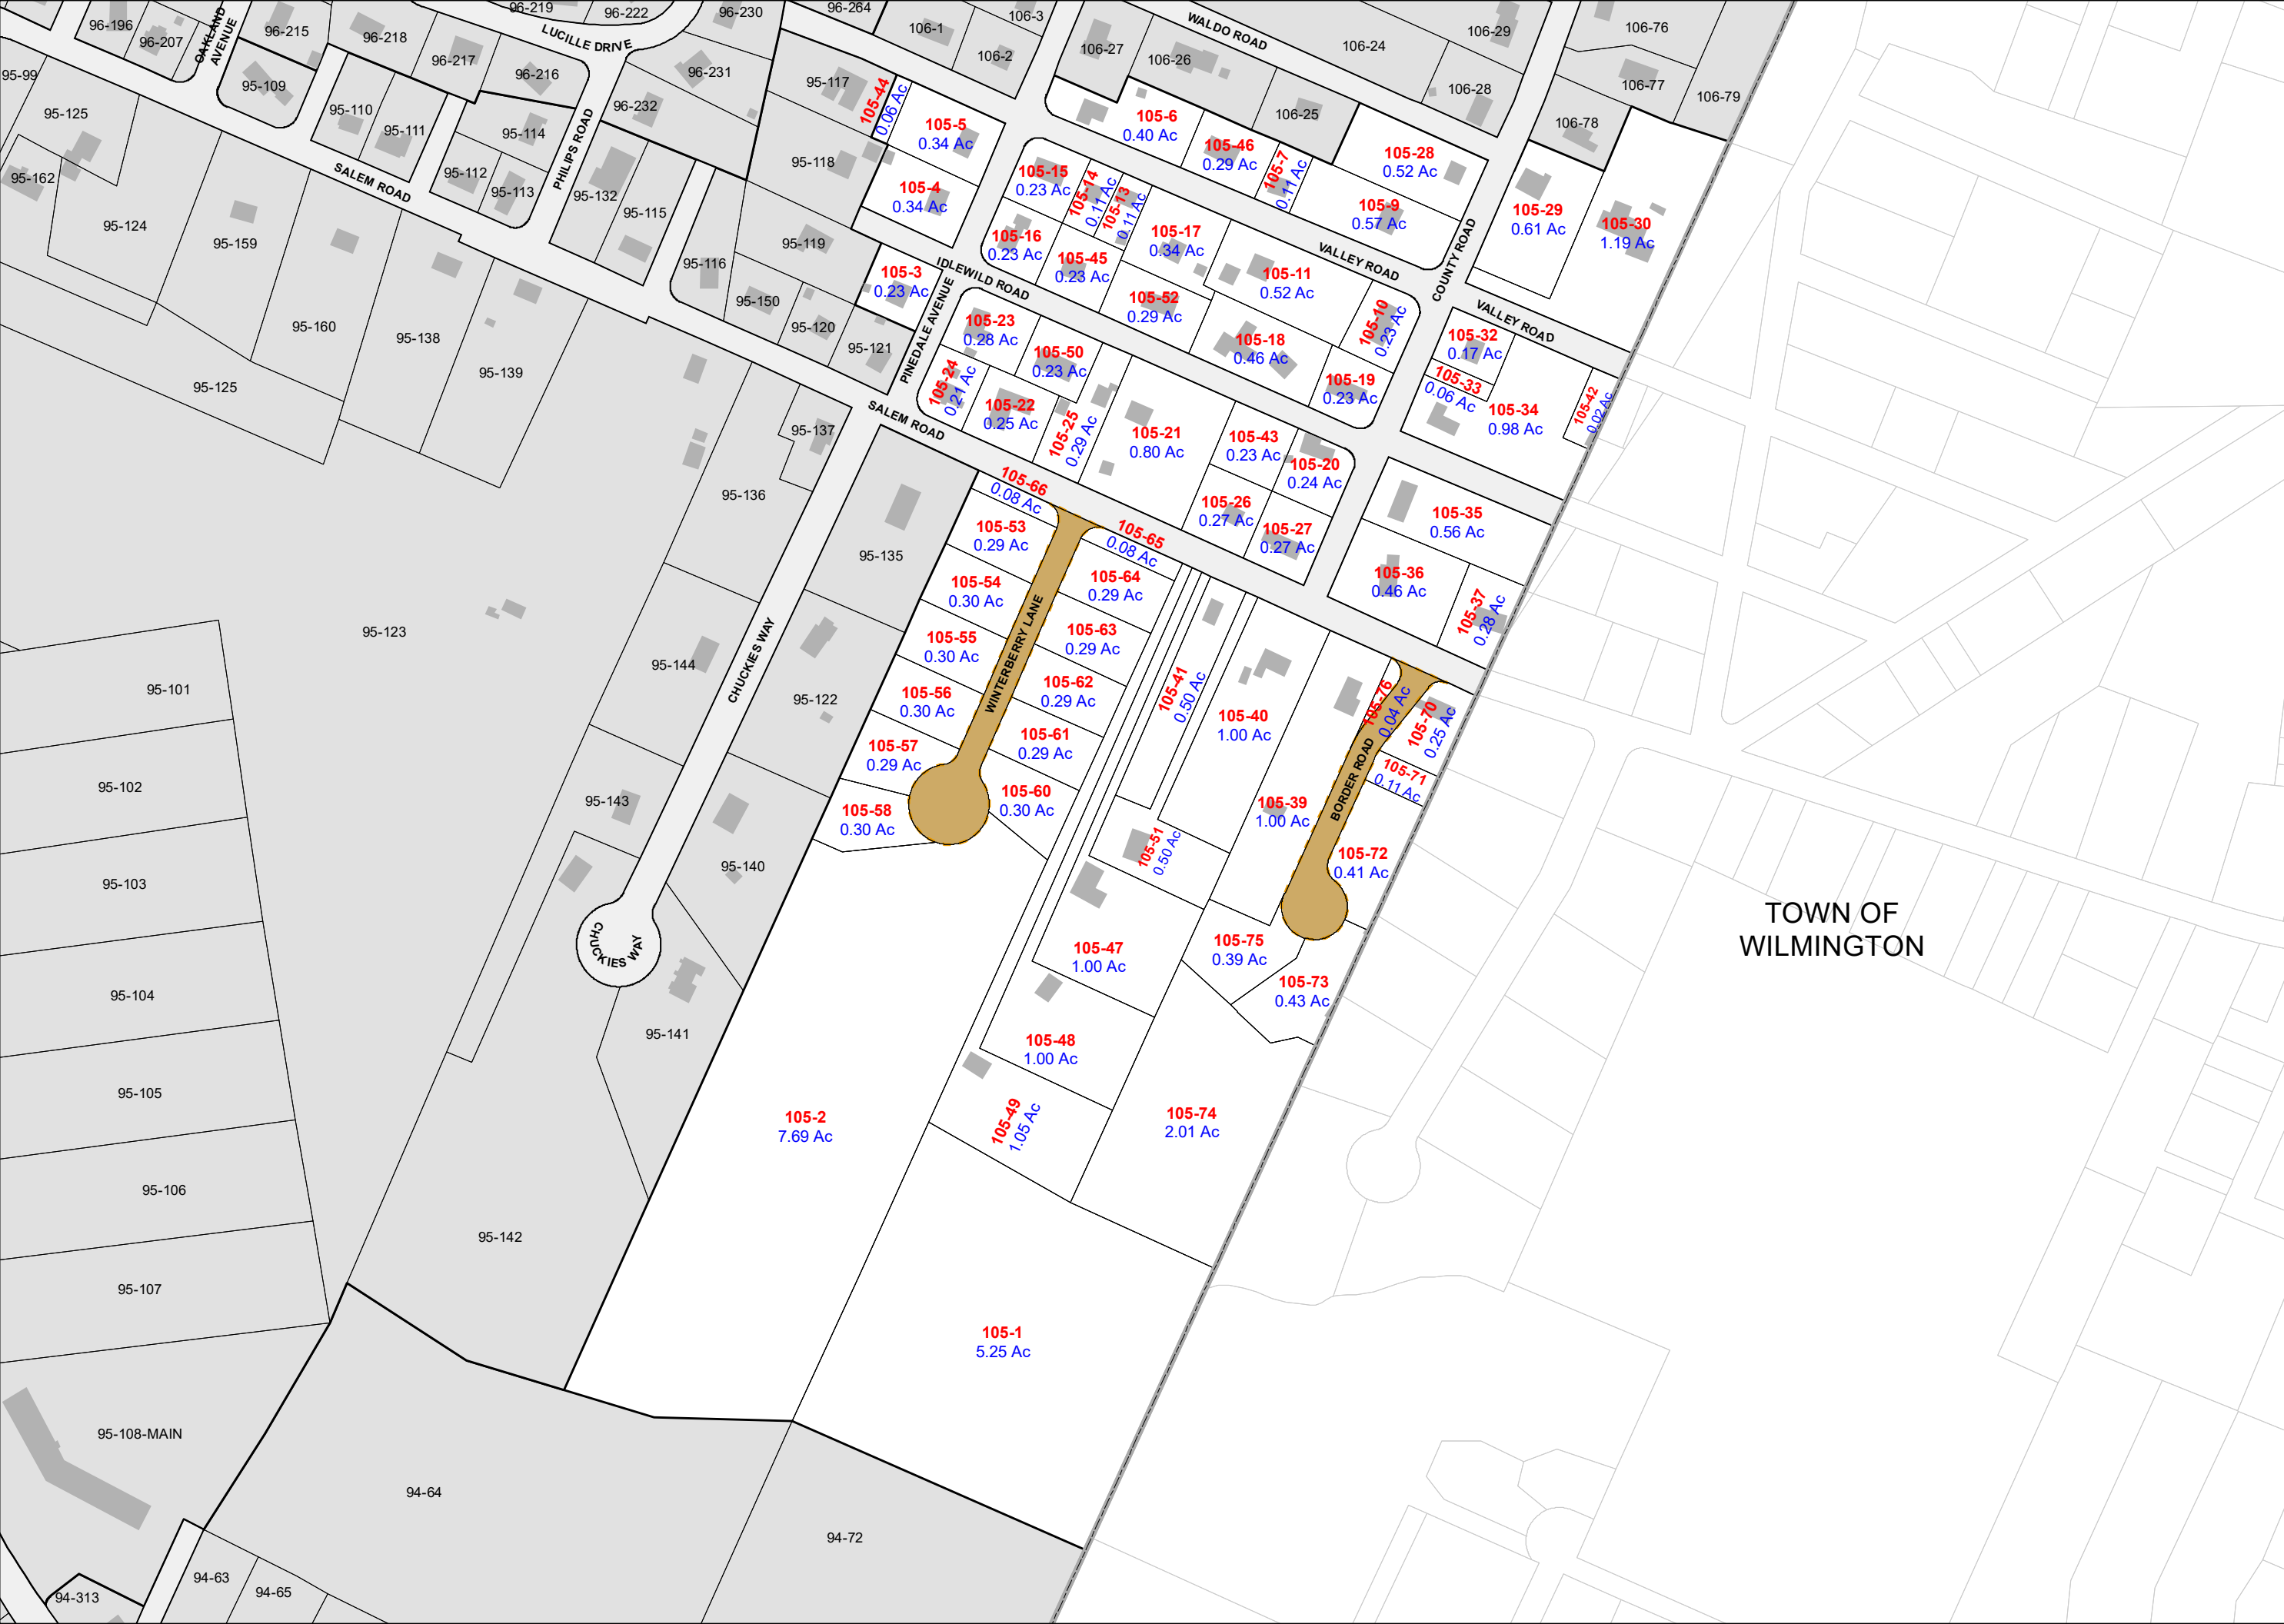 96-219
96-222
96-230
96-264
106-3
WALDO ROAD
106-29
106-76
96-196
96-207
OAKLAND
AVENUE
96-215
96-218
LUCILLE DRIVE
96-217
106-1
106-2
106-27
106-26
106-24
95-99
95-109
96-216
96-231
95-117
105-44
0.06 Ac
106-28
106-77
106-79
95-125
95-110
95-111
96-232
95-114
PHILIPS ROAD
105-5
0.34 Ac
105-6
0.40 Ac
106-25
106-78
95-162
SALEM ROAD
95-112
95-113
95-132
95-115
95-118
105-4
0.34 Ac
105-15
0.23 Ac
105-14
0.11 Ac
105-13
0.11 Ac
105-46
0.29 Ac
105-7
0.11 Ac
105-28
0.52 Ac
95-124
95-159
95-119
105-16
0.23 Ac
105-45
0.23 Ac
105-17
0.34 Ac
105-9
0.57 Ac
105-29
0.61 Ac
105-30
1.19 Ac
95-116
105-3
0.23 Ac
IDLEWILD ROAD
VALLEY ROAD
COUNTY ROAD
105-11
0.52 Ac
95-150
95-120
95-121
PINEDALE AVENUE
105-52
0.29 Ac
105-10
0.23 Ac
VALLEY ROAD
95-160
95-138
95-139
95-125
105-23
0.28 Ac
105-50
0.23 Ac
105-18
0.46 Ac
105-19
0.23 Ac
105-32
0.17 Ac
105-33
0.06 Ac
105-34
0.98 Ac
105-42
0.02 Ac
105-24
0.21 Ac
105-22
0.25 Ac
105-25
0.29 Ac
105-21
0.80 Ac
105-43
0.23 Ac
105-20
0.24 Ac
SALEM ROAD
95-137
95-136
105-66
0.08 Ac
105-26
0.27 Ac
105-27
0.27 Ac
105-35
0.56 Ac
95-135
105-53
0.29 Ac
105-65
0.08 Ac
105-54
0.30 Ac
105-64
0.29 Ac
105-36
0.46 Ac
105-37
0.28 Ac
95-123
95-144
CHUCKIES WAY
95-122
105-55
0.30 Ac
WINTERBERRY LANE
105-63
0.29 Ac
95-101
105-56
0.30 Ac
105-62
0.29 Ac
105-41
0.50 Ac
105-40
1.00 Ac
105-76
0.04 Ac
105-70
0.25 Ac
105-57
0.29 Ac
105-61
0.29 Ac
BORDER ROAD
105-71
0.11 Ac
95-102
95-143
105-58
0.30 Ac
105-60
0.30 Ac
105-39
1.00 Ac
95-140
105-51
0.50 Ac
105-72
0.41 Ac
95-103
TOWN OF
WILMINGTON
CHUCKIES WAY
105-47
1.00 Ac
105-75
0.39 Ac
95-104
105-73
0.43 Ac
95-141
105-48
1.00 Ac
95-105
105-2
7.69 Ac
105-49
1.05 Ac
105-74
2.01 Ac
95-106
95-142
95-107
105-1
5.25 Ac
95-108-MAIN
94-64
94-72
94-63
94-65
94-313